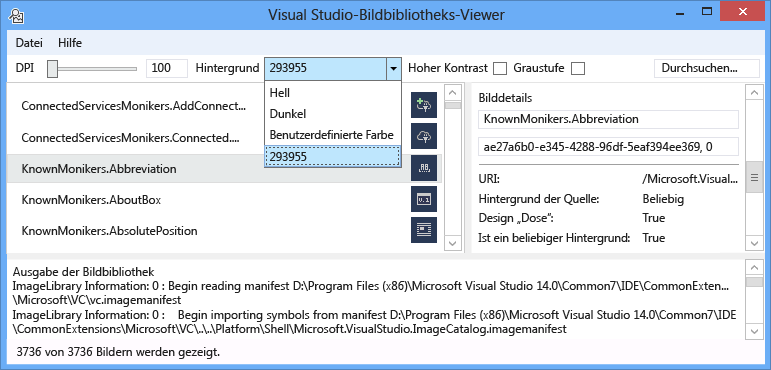 Visual Studio-Bildbibliotheks-Viewer
Datei Hilfe
DPI 100 Hintergrund 293955 Hoher Kontrast Graustufe Durchsuchen...
Hell
Dunkel
Benutzerdefinierte Farbe
293955
ConnectedServicesMonikers.AddConnect...
ConnectedServicesMonikers.Connected....
KnownMonikers.Abbreviation
KnownMonikers.AboutBox
KnownMonikers.AbsolutePosition
Bilddetails
KnownMonikers.Abbreviation
ae27a6b0-e345-4288-96df-5eaf394ee369, 0
URI: /Microsoft.Visual...
Hintergrund der Quelle: Beliebig
Design „Dose“: True
Ist ein beliebiger Hintergrund: True
Ausgabe der Bildbibliothek
ImageLibrary Information: 0 : Begin reading manifest D:\Program Files (x86)\Microsoft Visual Studio 14.0\Common7\IDE\CommonExten...
\Microsoft\VC\vc.imagemanifest
ImageLibrary Information: 0 : Begin importing symbols from manifest D:\Program Files (x86)\Microsoft Visual Studio 14.0\Common7\IDE
\CommonExtensions\Microsoft\VC\..\..\Platform\Shell\Microsoft.VisualStudio.ImageCatalog.imagemanifest
3736 von 3736 Bildern werden gezeigt.